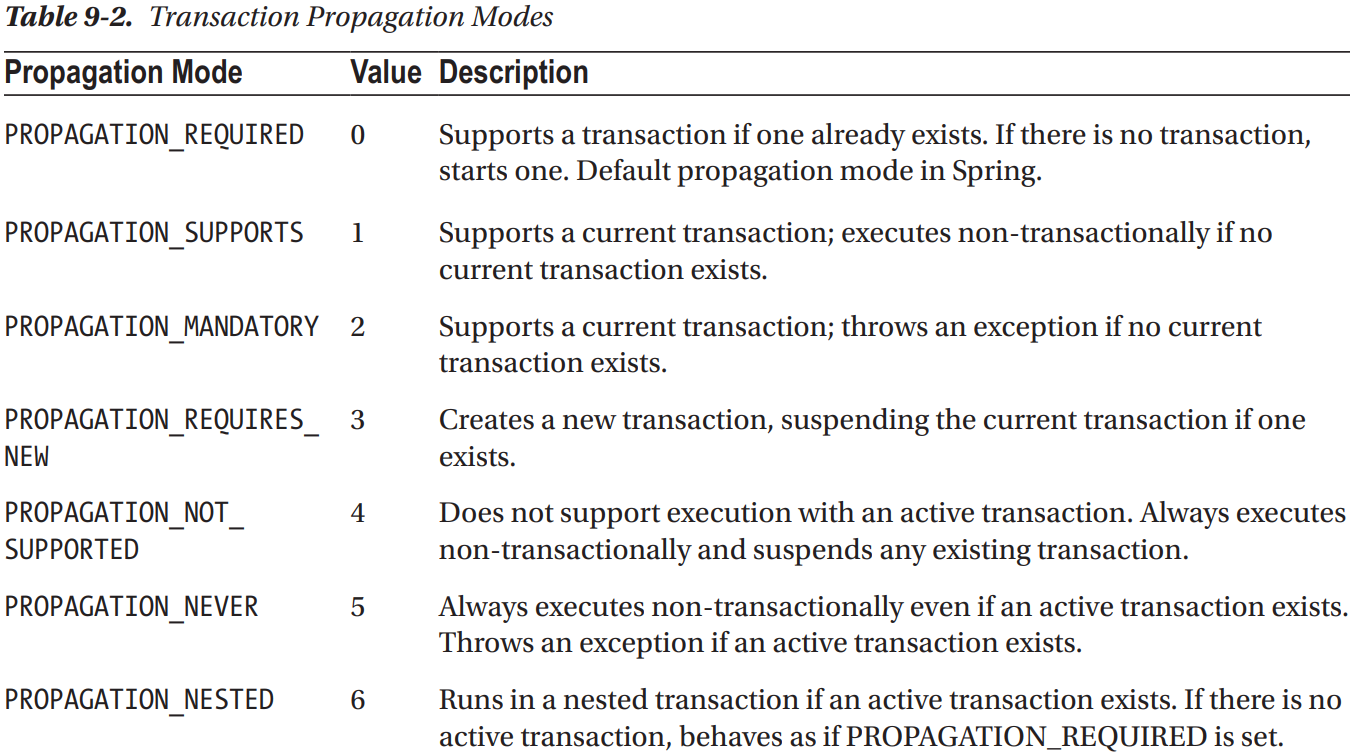 Table 9-2. Transaction Propagation Modes
Propagation Mode Value Description
PROPAGATION_REQUIRED 0 Supports a transaction if one already exists. If there is no transaction,
starts one. Default propagation mode in Spring.
PROPAGATION_SUPPORTS 1 Supports a current transaction; executes non-transactionally if no
current transaction exists.
PROPAGATION_MANDATORY 2 Supports a current transaction; throws an exception if no current
transaction exists.
PROPAGATION_REQUIRES_ 3 Creates a new transaction, suspending the current transaction if one
NEW exists.
PROPAGATION_NOT_ 4 Does not support execution with an active transaction. Always executes
SUPPORTED non-transactionally and suspends any existing transaction.
PROPAGATION_NEVER 5 Always executes non-transactionally even if an active transaction exists.
Throws an exception if an active transaction exists.
PROPAGATION_NESTED 6 Runs in a nested transaction if an active transaction exists. If there is no
active transaction, behaves as if PROPAGATION_REQUIRED is set.